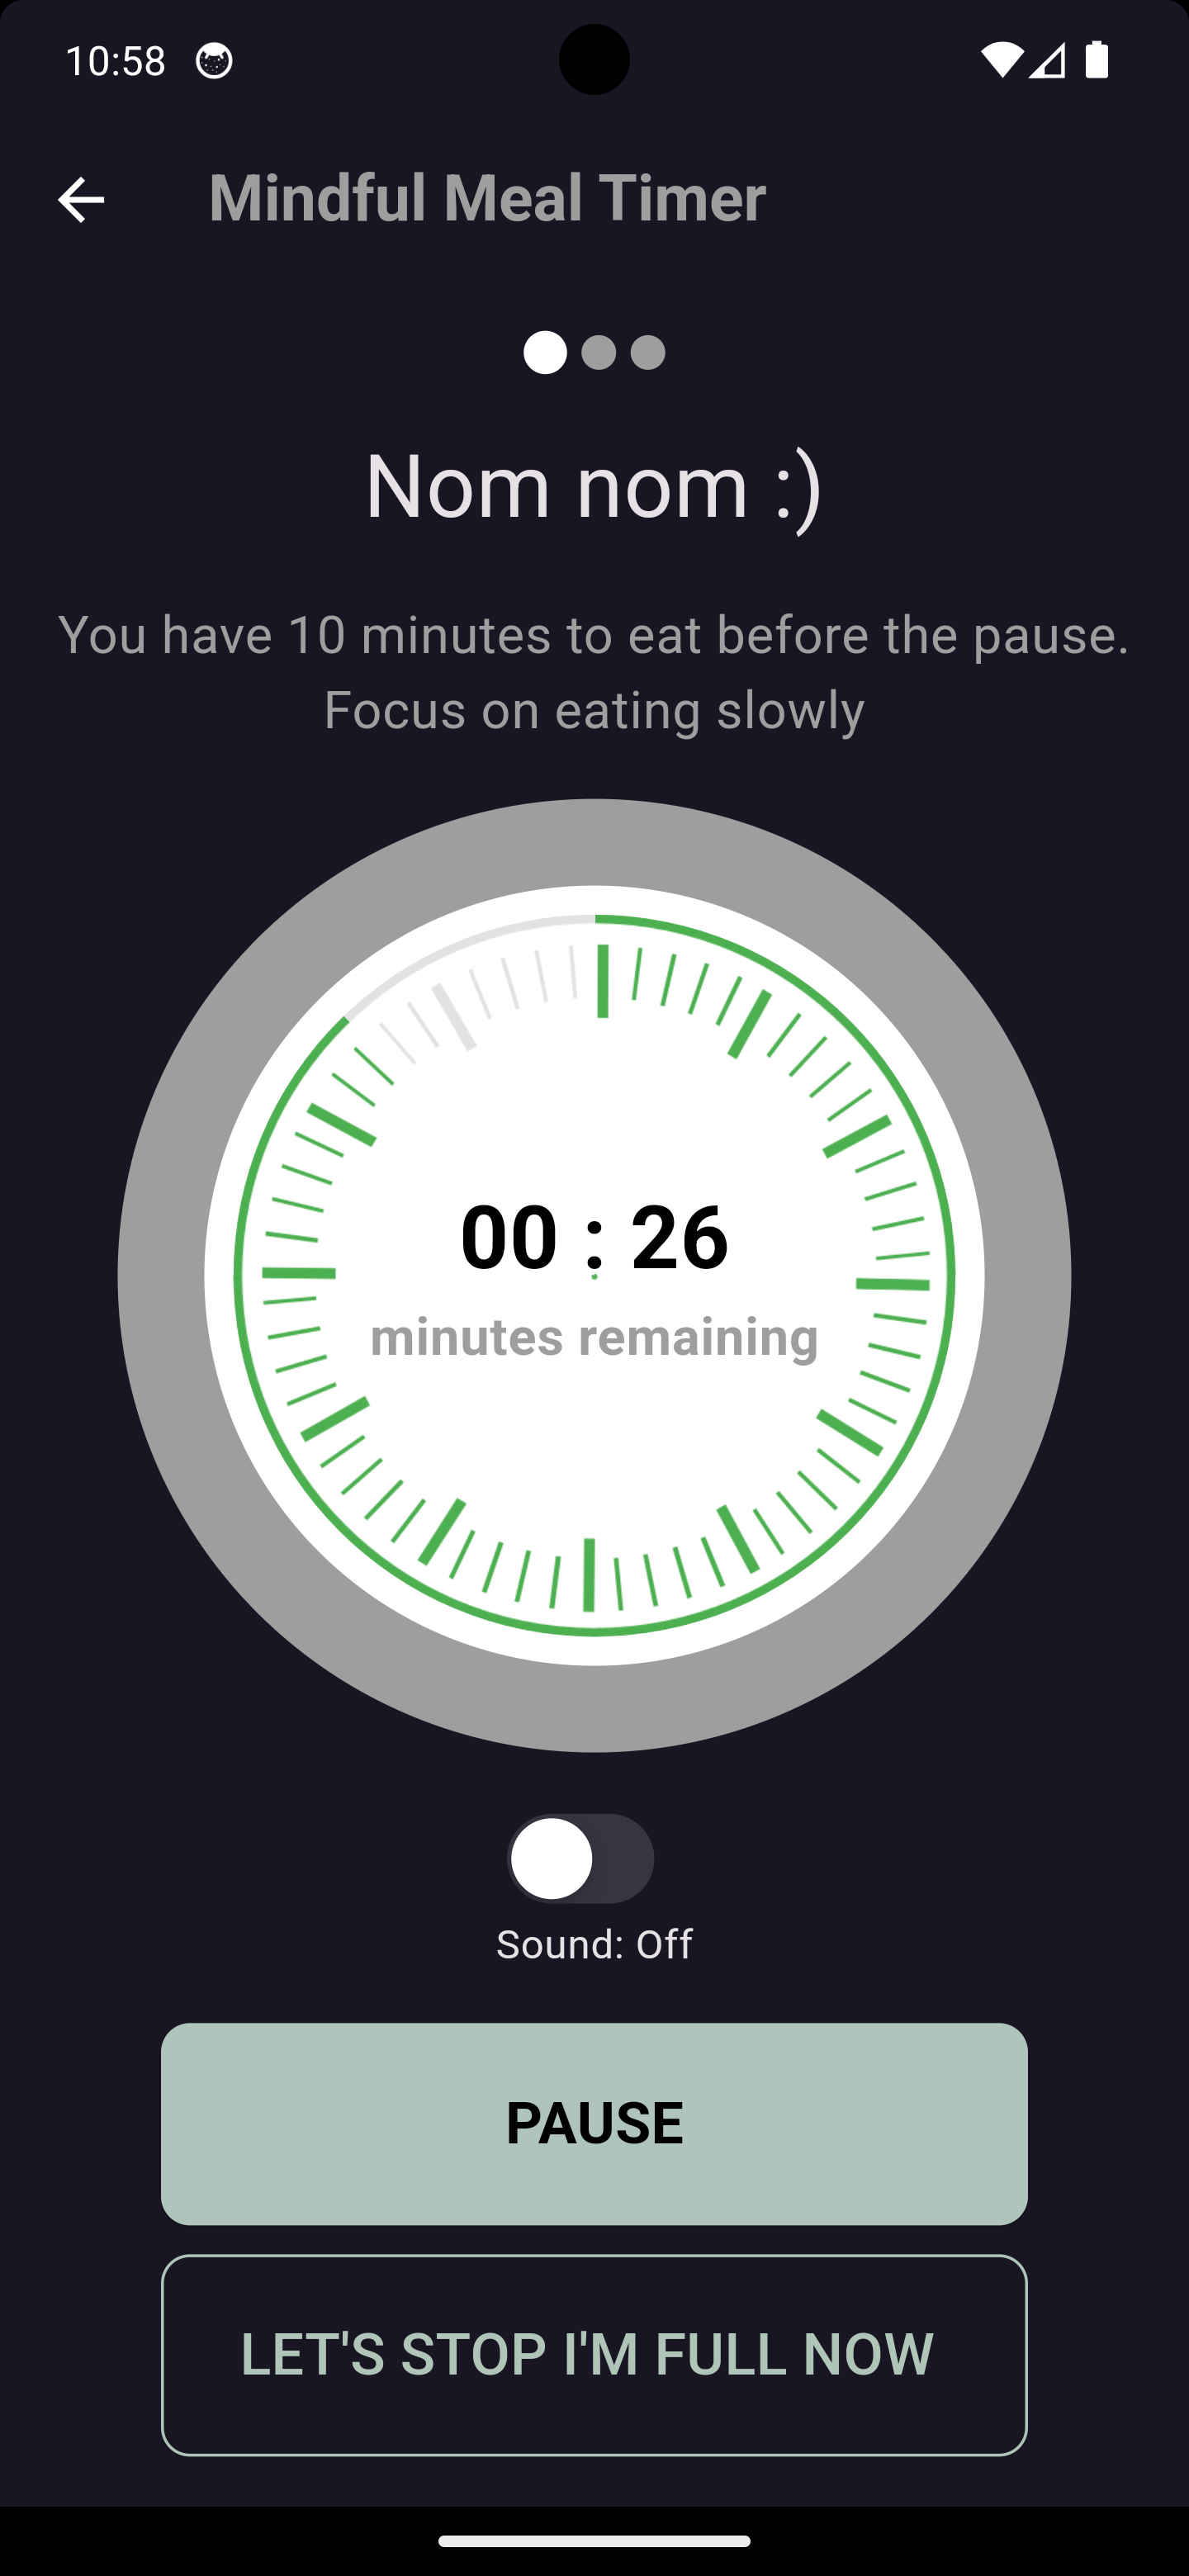 10:58
Mindful Meal Timer
Nom nom :)
You have 10 minutes to eat before the pause.
Focus on eating slowly
00 : 26
minutes remaining
Sound: Off
PAUSE
LET'S STOP I'M FULL NOW